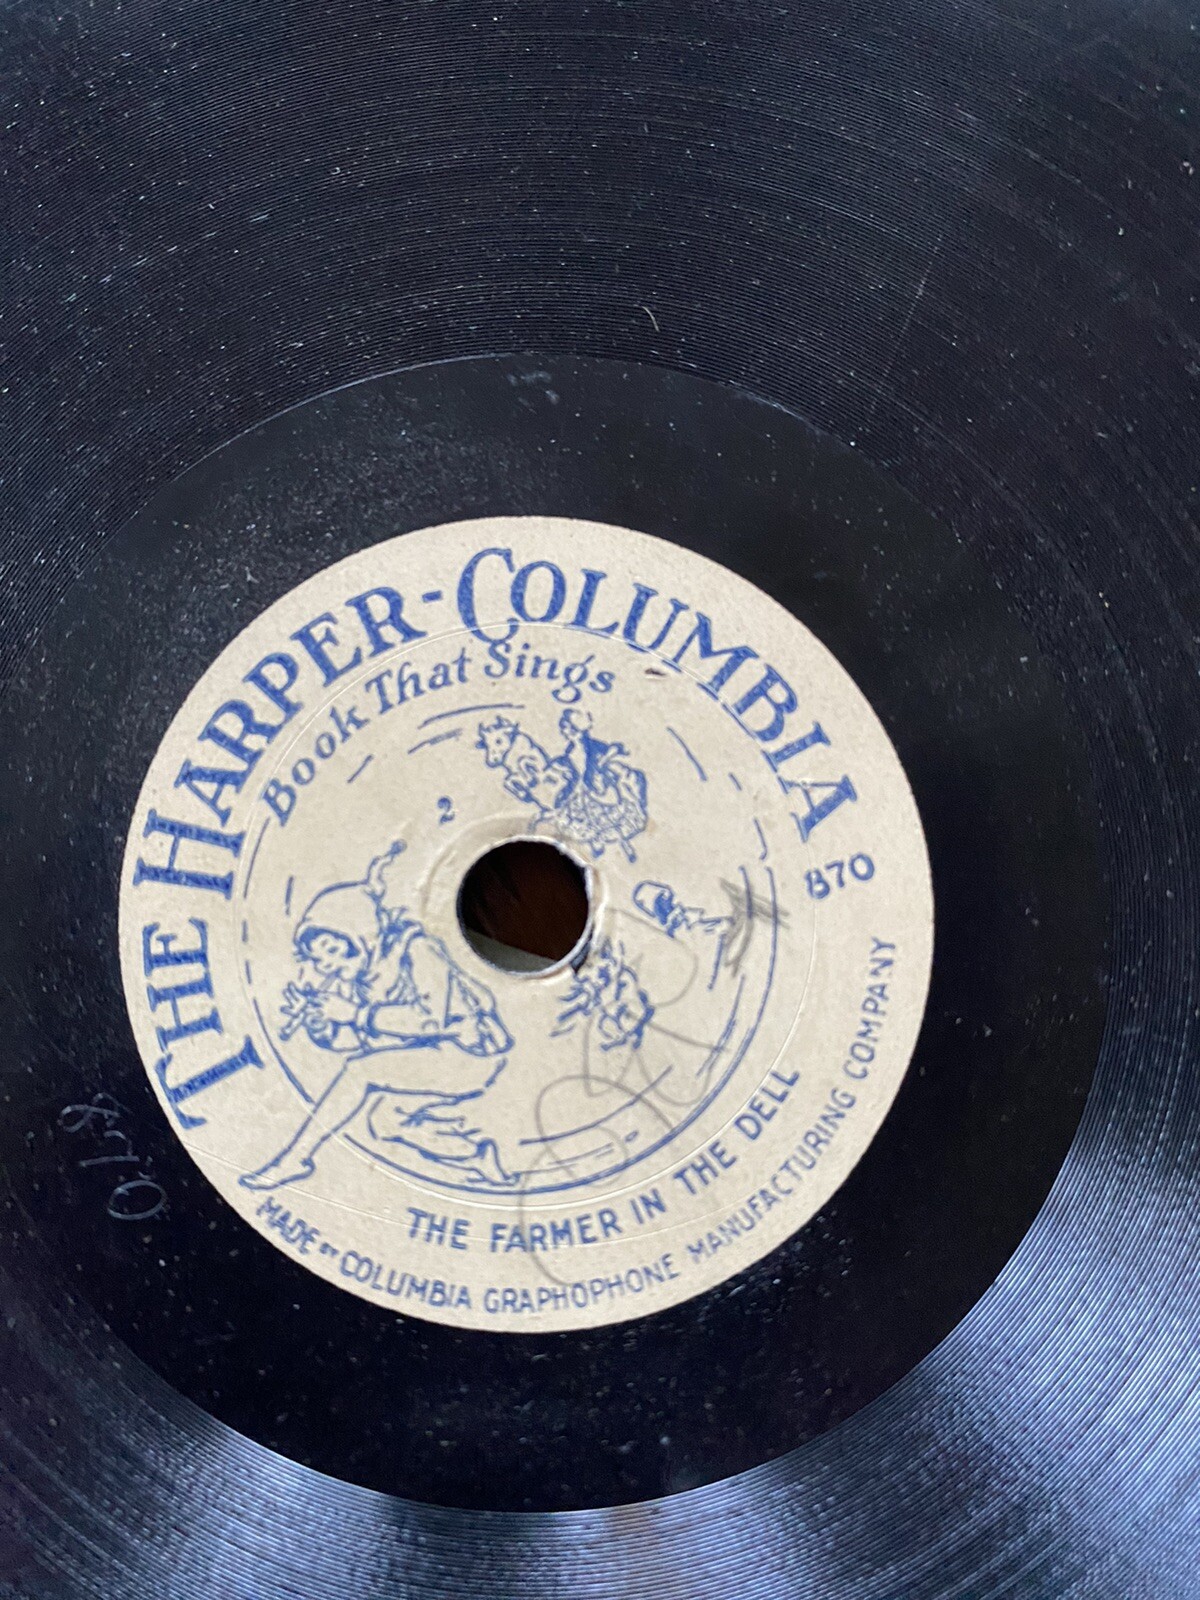 THE HARPER-COLUMBIA
Book That Sings
2
870
THE FARMER IN THE DELL
MADE BY COLUMBIA GRAPHOPHONE MANUFACTURING COMPANY